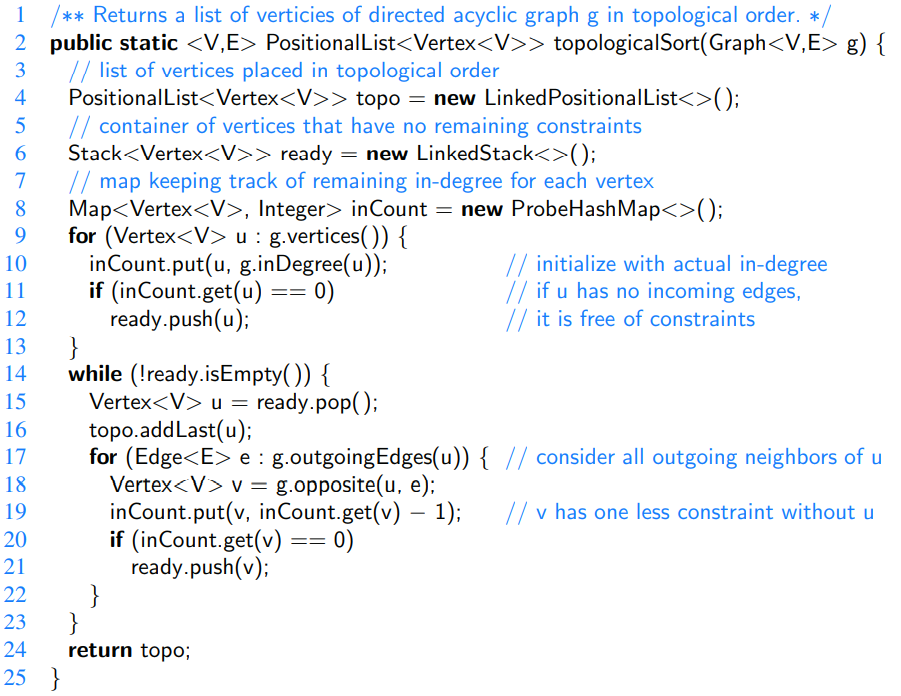 1 /** Returns a list of verticies of directed acyclic graph g in topological order. */
2 public static <V,E> PositionalList<Vertex<V>> topologicalSort(Graph<V,E> g) {
3 // list of vertices placed in topological order
4 PositionalList<Vertex<V>> topo = new LinkedPositionalList<>();
5 // container of vertices that have no remaining constraints
6 Stack<Vertex<V>> ready = new LinkedStack<>();
7 // map keeping track of remaining in-degree for each vertex
8 Map<Vertex<V>, Integer> inCount = new ProbeHashMap<>();
9 for (Vertex<V> u : g.vertices()) {
10 inCount.put(u, g.inDegree(u)); // initialize with actual in-degree
11 if (inCount.get(u) == 0) // if u has no incoming edges,
12 ready.push(u); // it is free of constraints
13 }
14 while (!ready.isEmpty()) {
15 Vertex<V> u = ready.pop();
16 topo.addLast(u);
17 for (Edge<E> e : g.outgoingEdges(u)) { // consider all outgoing neighbors of u
18 Vertex<V> v = g.opposite(u, e);
19 inCount.put(v, inCount.get(v) − 1); // v has one less constraint without u
20 if (inCount.get(v) == 0)
21 ready.push(v);
22 }
23 }
24 return topo;
25 }